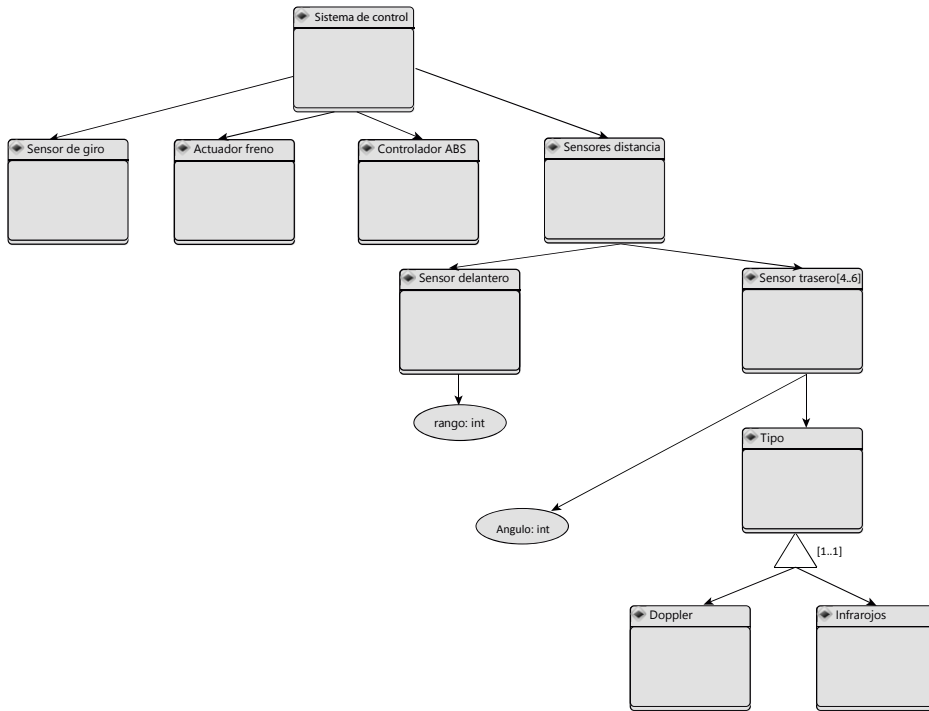 Sistema de control
Sensor de giro
Actuador freno
Controlador ABS
Sensores distancia
Sensor delantero
Sensor trasero[4..6]
rango: int
Tipo
Angulo: int
[1..1]
Doppler
Infrarojos